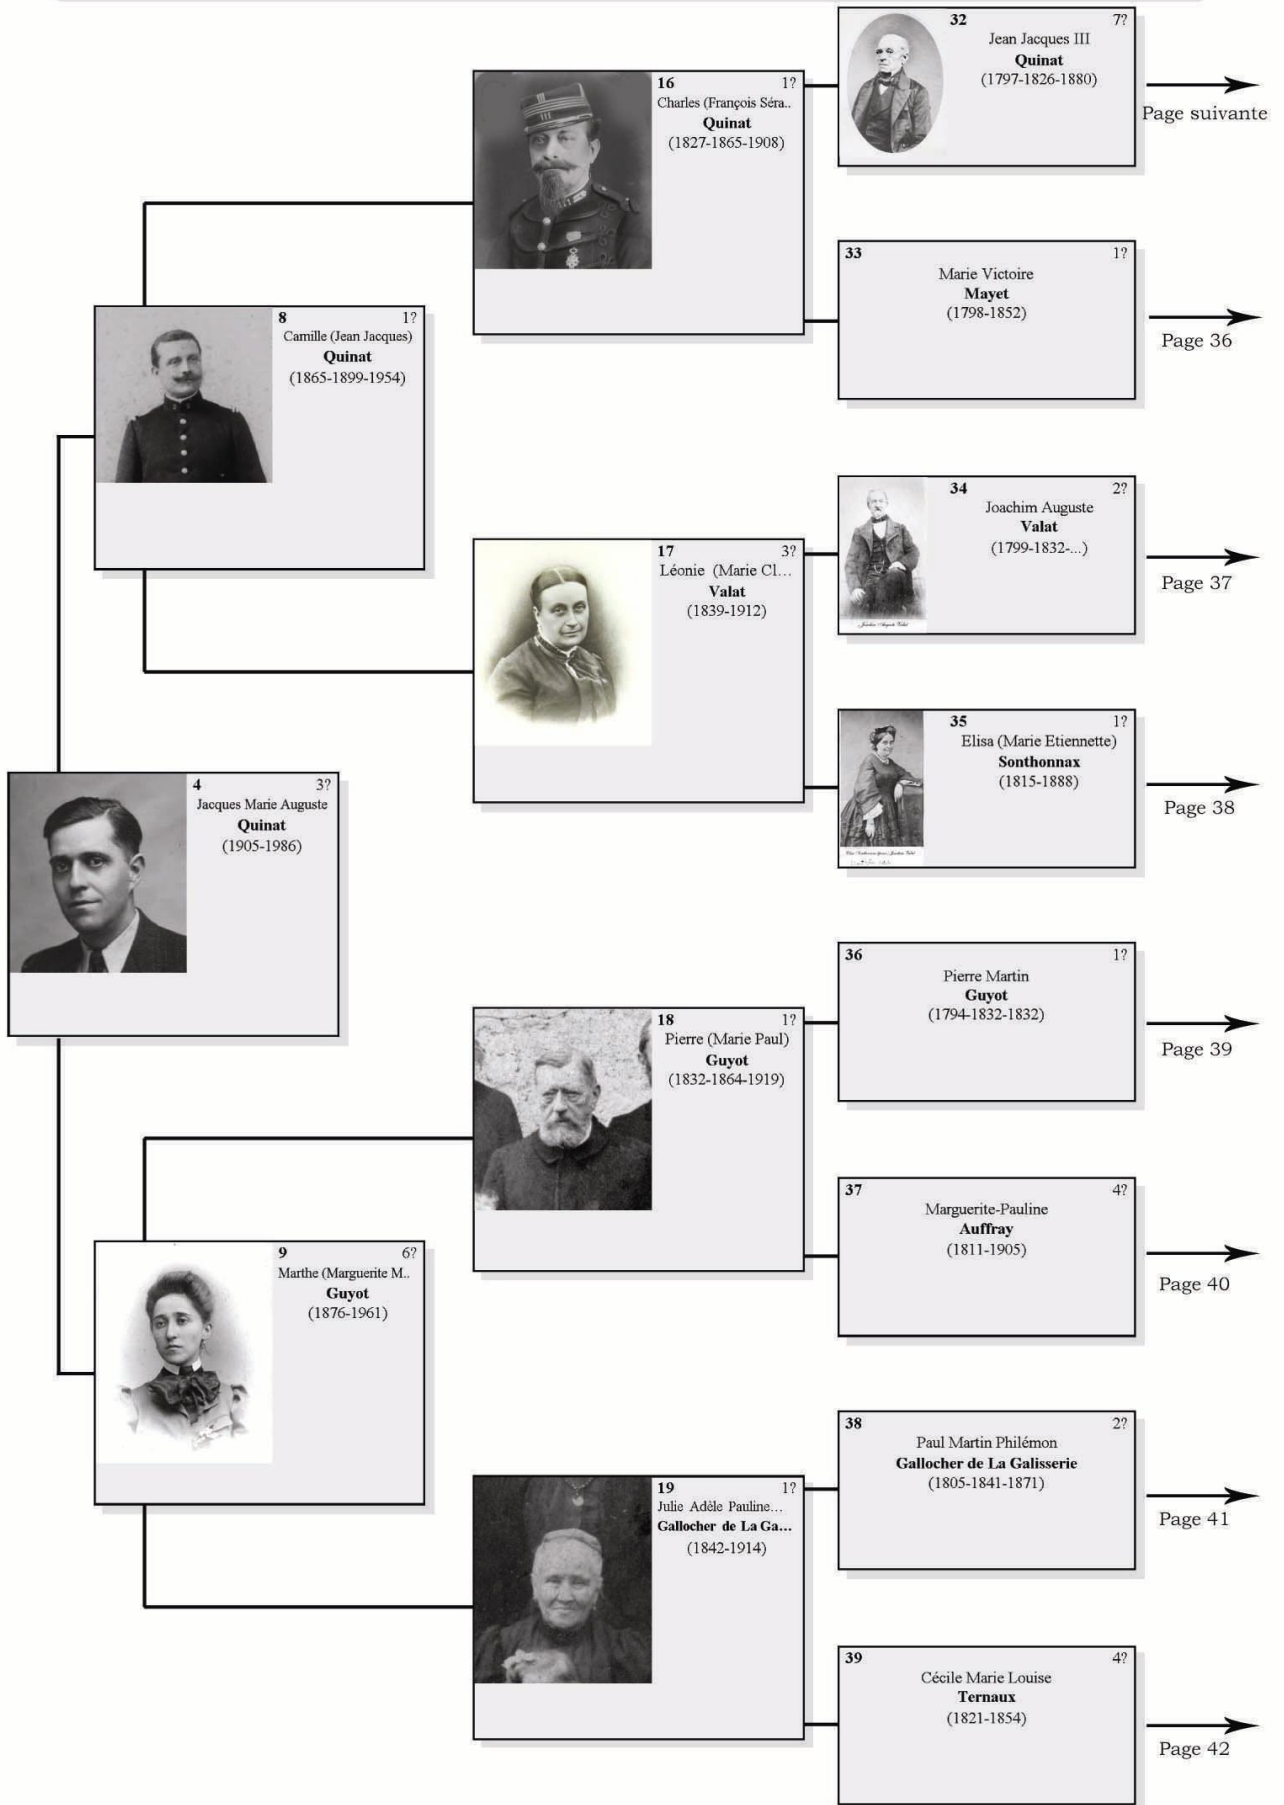 32 7?
Jean Jacques III
Quinat
(1797-1826-1880)
Page suivante
16 1?
Charles (François Séra..
Quinat
(1827-1865-1908)
33 1?
Marie Victoire
Mayet
(1798-1852)
Page 36
8 1?
Camille (Jean Jacques)
Quinat
(1865-1899-1954)
34 2?
Joachim Auguste
Valat
(1799-1832-...)
Page 37
Joachim Auguste Valat
17 3?
Léonie (Marie Cl...
Valat
(1839-1912)
35 1?
Elisa (Marie Etiennette)
Sonthonnax
(1815-1888)
Page 38
4 3?
Jacques Marie Auguste
Quinat
(1905-1986)
36 1?
Pierre Martin
Guyot
(1794-1832-1832)
Page 39
18 1?
Pierre (Marie Paul)
Guyot
(1832-1864-1919)
37 4?
Marguerite-Pauline
Auffray
(1811-1905)
Page 40
9 6?
Marthe (Marguerite M..
Guyot
(1876-1961)
38 2?
Paul Martin Philémon
Gallocher de La Galisserie
(1805-1841-1871)
Page 41
19 1?
Julie Adèle Pauline...
Gallocher de La Ga...
(1842-1914)
39 4?
Cécile Marie Louise
Ternaux
(1821-1854)
Page 42